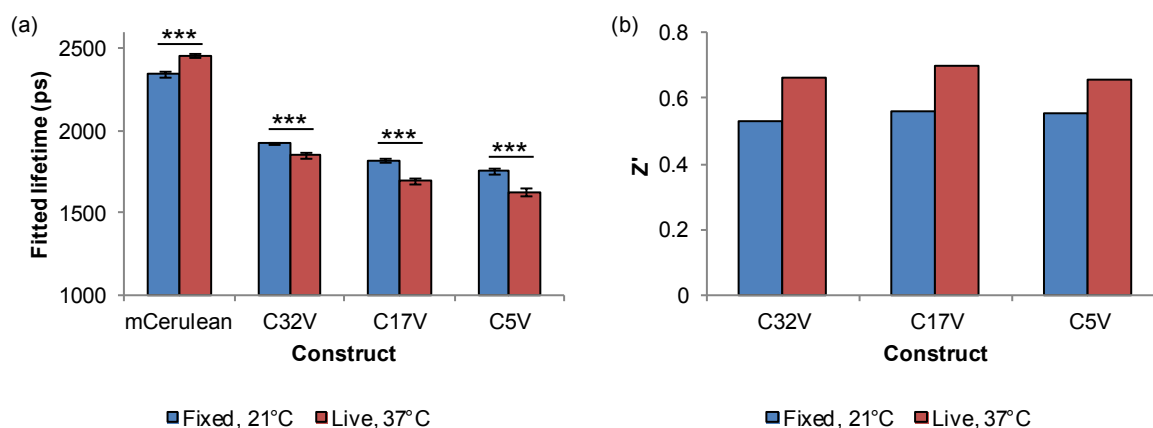 (a)
Fitted lifetime (ps)
2500
2000
1500
1000
***
***
***
***
mCerulean C32V C17V C5V
Construct
Fixed, 21°C Live, 37°C
(b)
Z'
0.8
0.6
0.4
0.2
0
C32V C17V C5V
Construct
Fixed, 21°C Live, 37°C